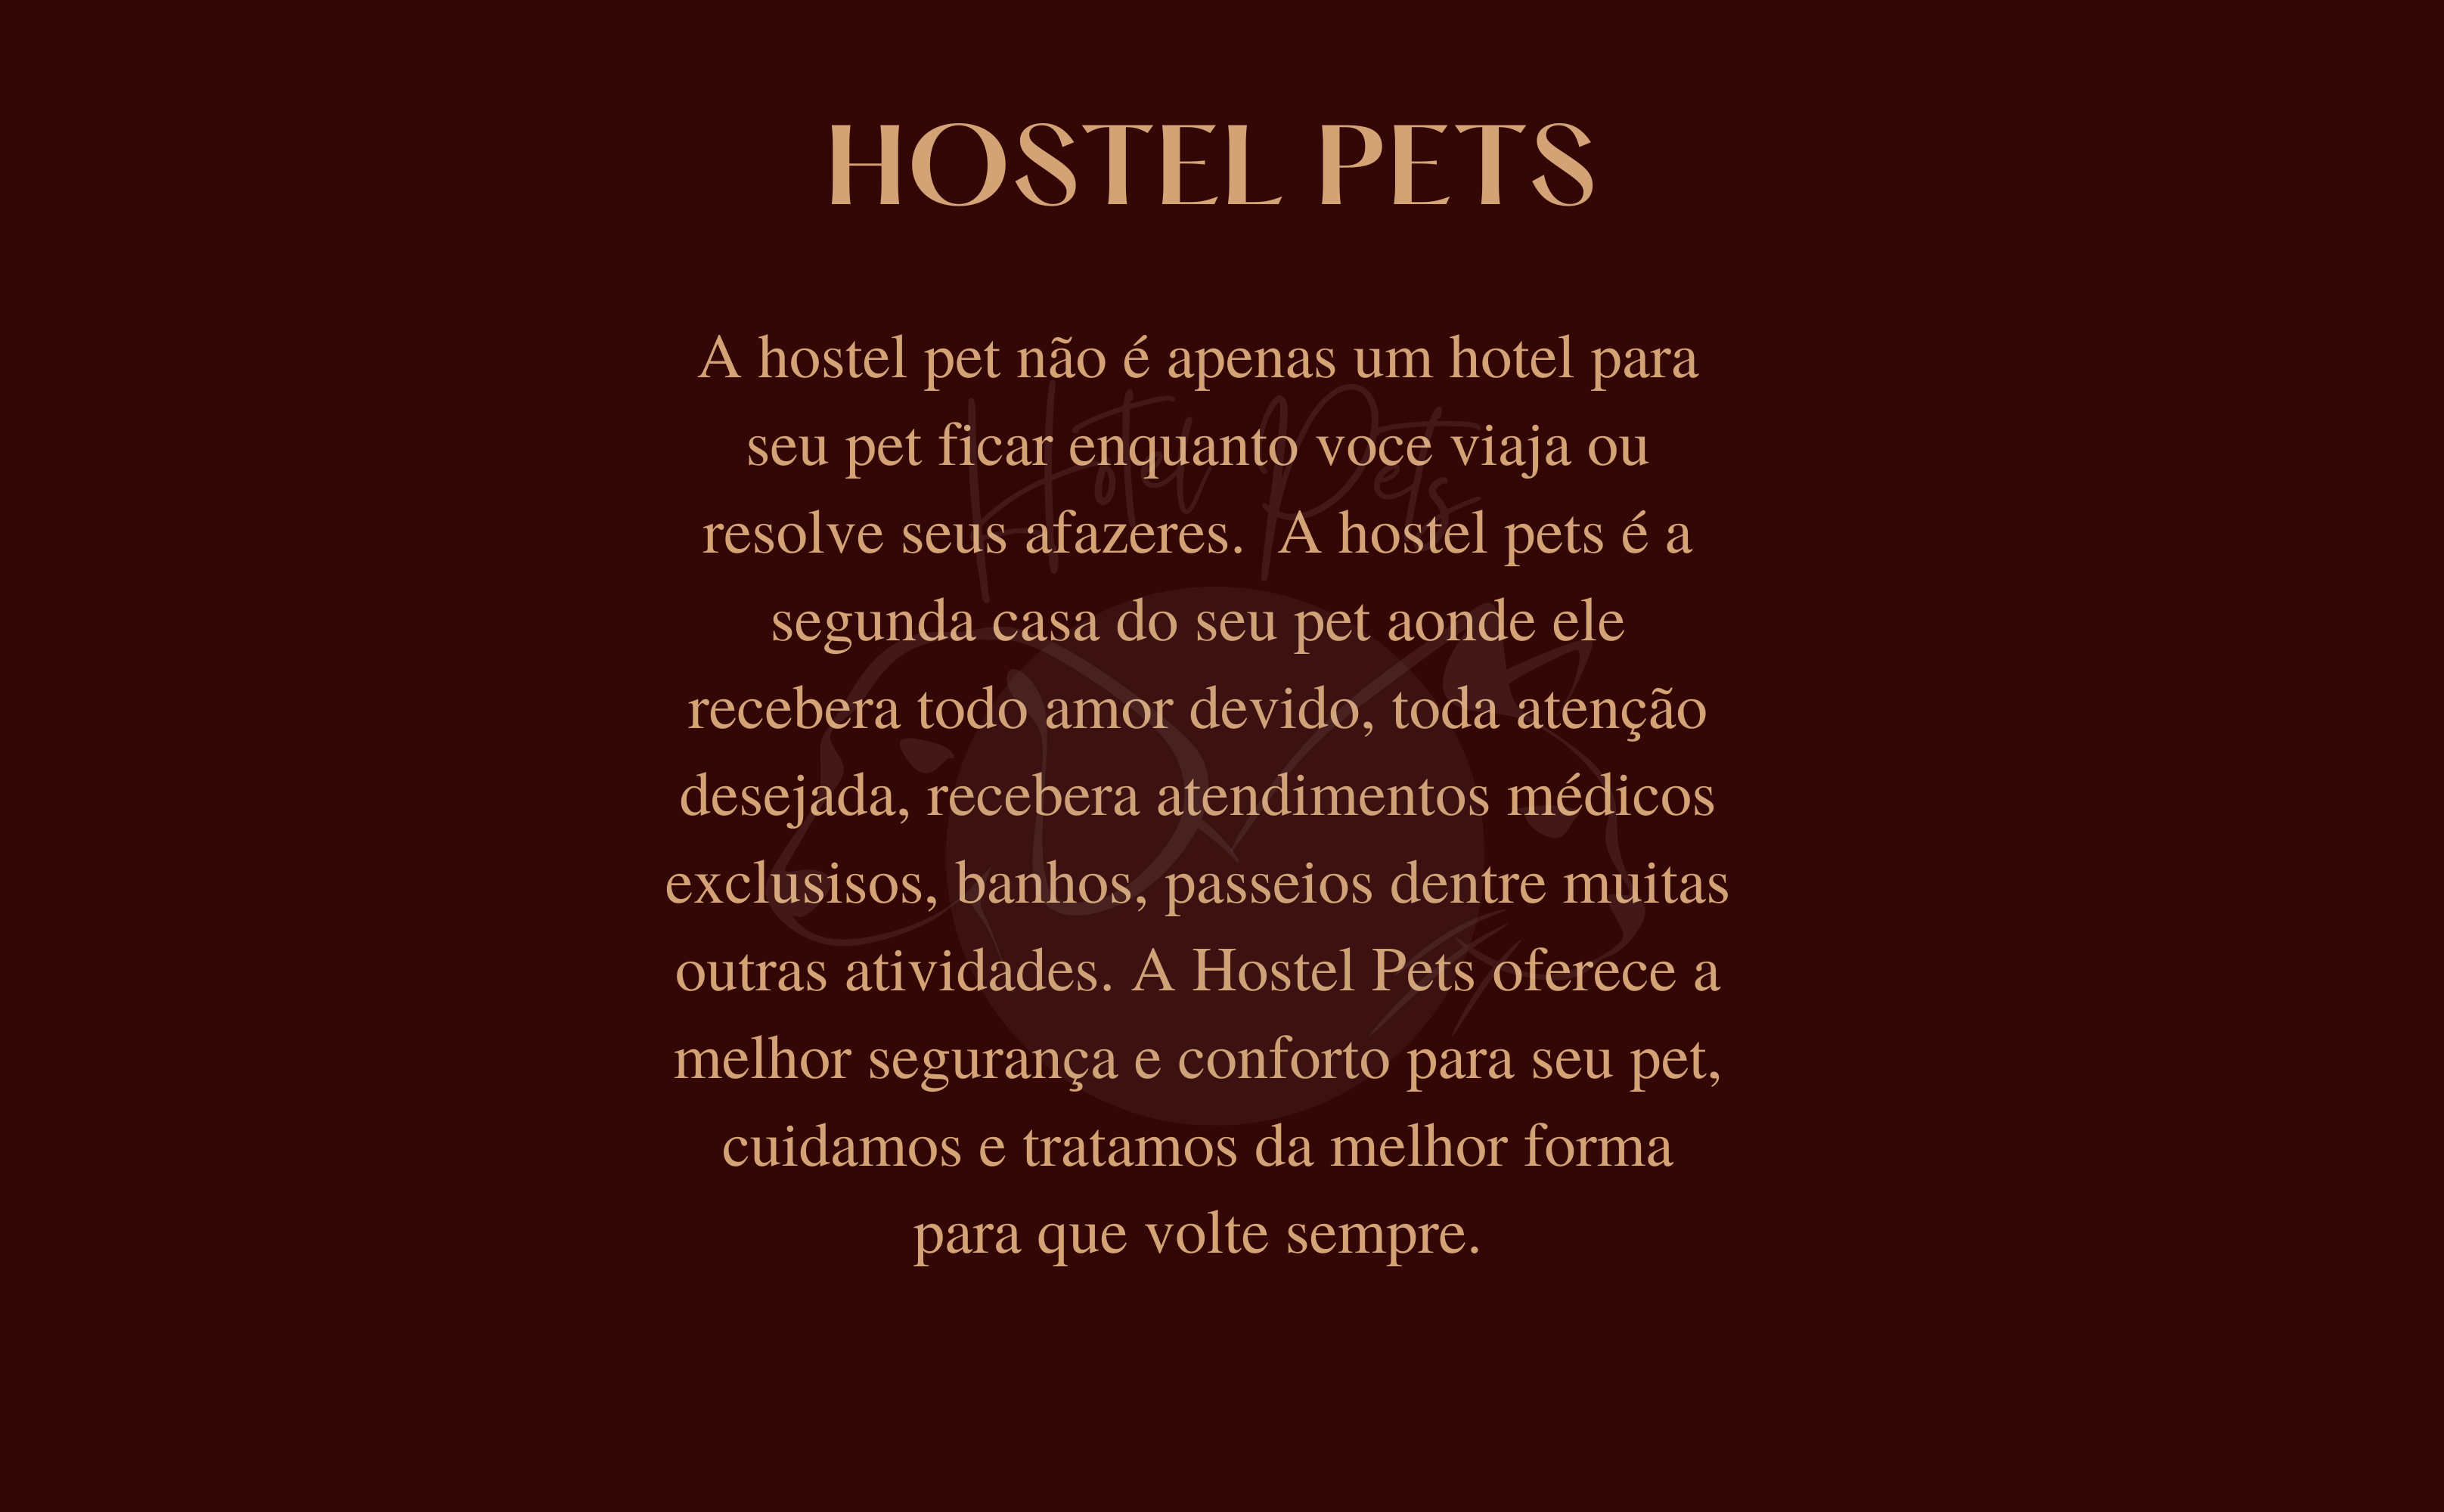 HOSTEL PETS
A hostel pet não é apenas um hotel para
seu pet ficar enquanto voce viaja ou
resolve seus afazeres.  A hostel pets é a
segunda casa do seu pet aonde ele
recebera todo amor devido, toda atenção
desejada, recebera atendimentos médicos
exclusisos, banhos, passeios dentre muitas
outras atividades. A Hostel Pets oferece a
melhor segurança e conforto para seu pet,
cuidamos e tratamos da melhor forma
para que volte sempre.
Hotel Pets